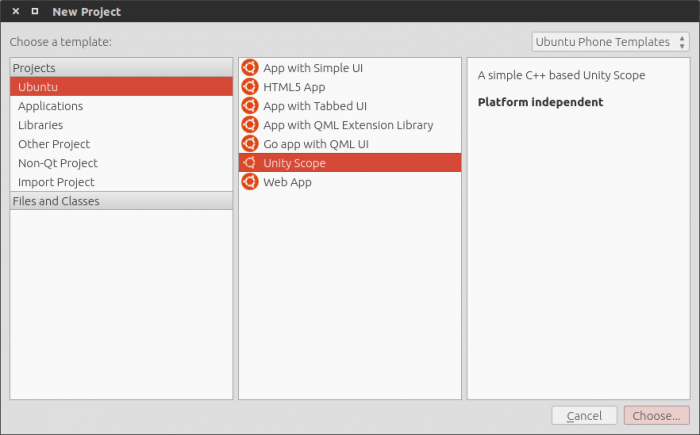 New Project
Choose a template:
Ubuntu Phone Templates
Projects
Ubuntu
Applications
Libraries
Other Project
Non-Qt Project
Import Project
Files and Classes
App with Simple UI
HTML5 App
App with Tabbed UI
App with QML Extension Library
Go app with QML UI
Unity Scope
Web App
A simple C++ based Unity Scope
Platform independent
Cancel
Choose...